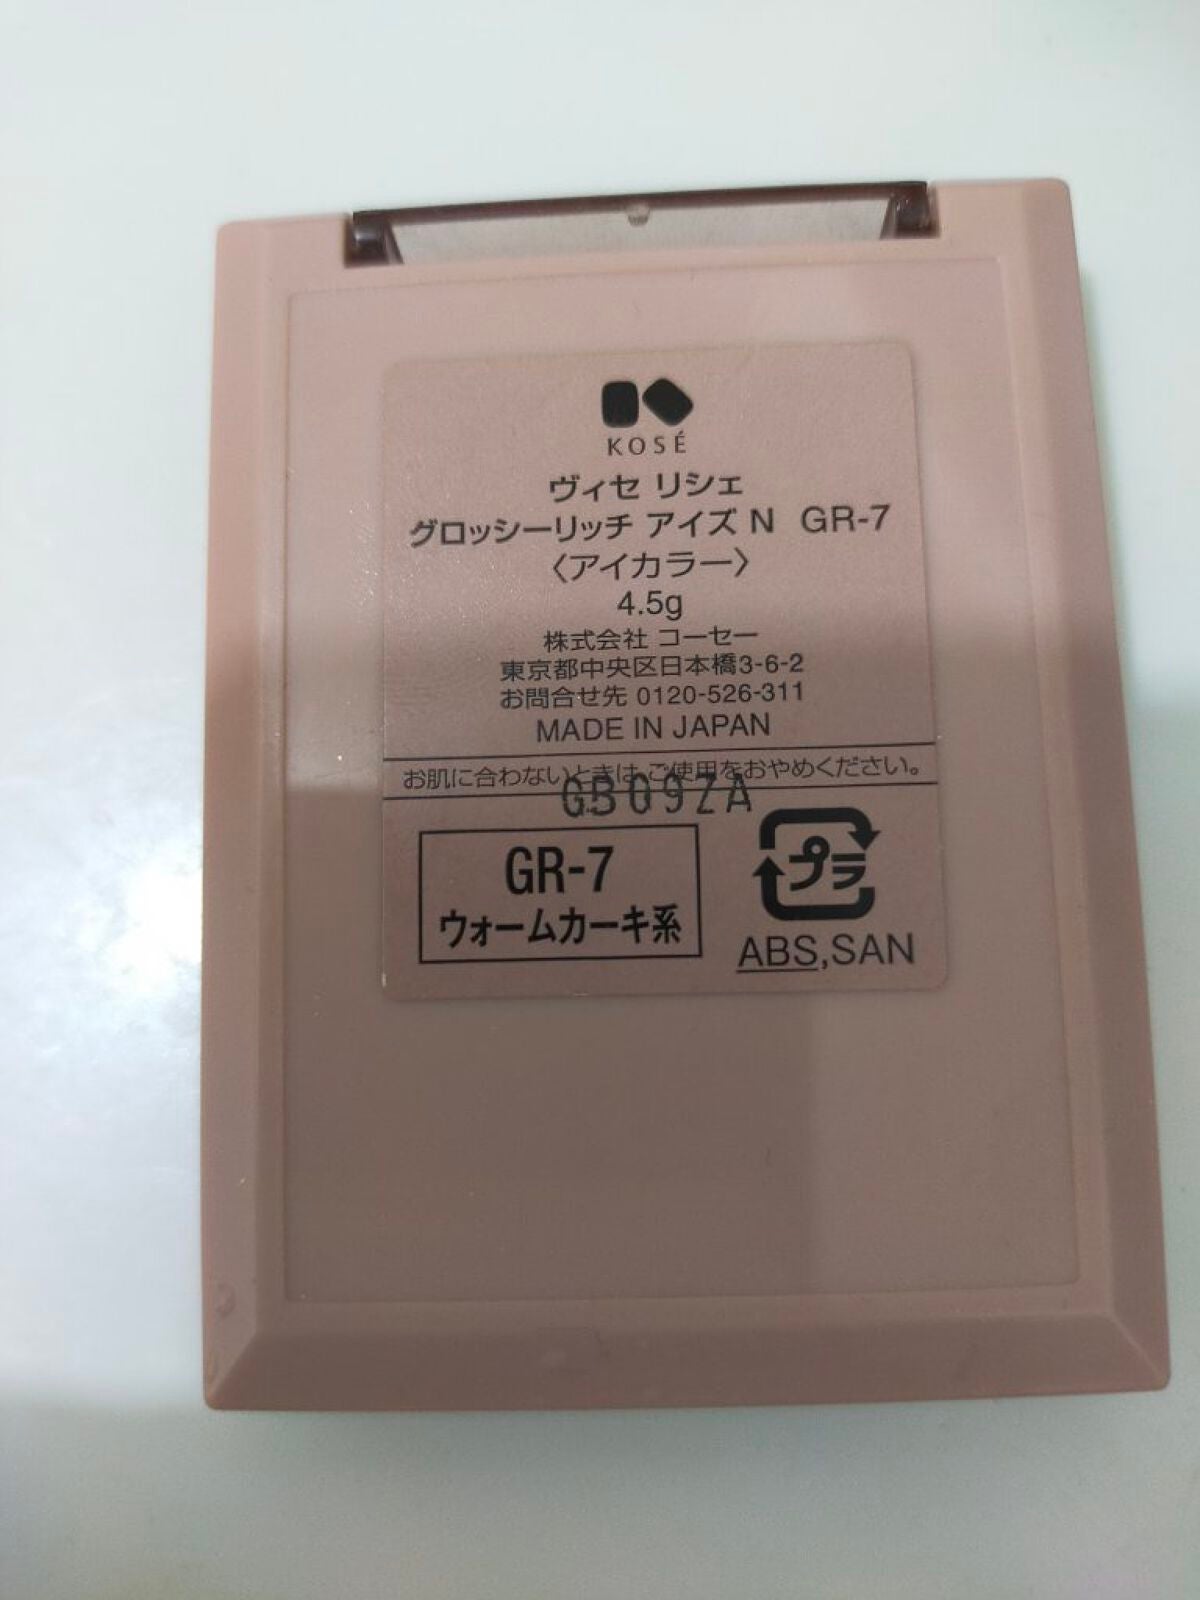 KOSÉ
ヴィセ リシェ
グロッシーリッチ アイズ N GR-7
〈アイカラー〉
4.5g
株式会社 コーセー
東京都中央区日本橋3-6-2
お問合せ先 0120-526-311
MADE IN JAPAN
お肌に合わないときは、ご使用をおやめください。
GB09ZA
GR-7
ウォームカーキ系
プラ
ABS,SAN